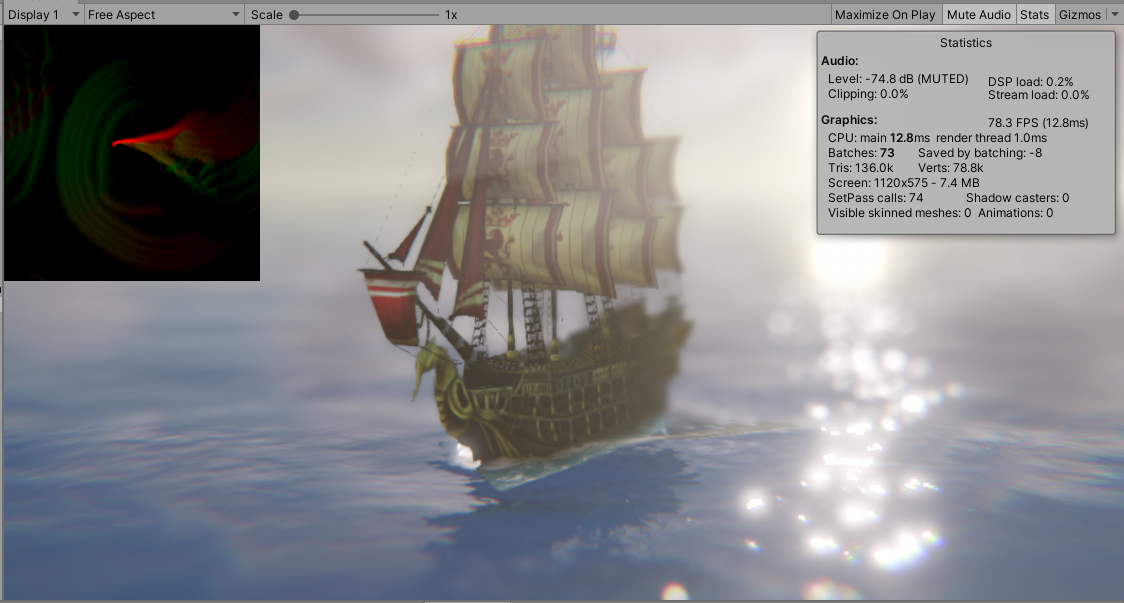 Display 1 Free Aspect Scale 1x Maximize On Play Mute Audio Stats Gizmos
Statistics
Audio:
Level: -74.8 dB (MUTED) DSP load: 0.2%
Clipping: 0.0% Stream load: 0.0%
Graphics: 78.3 FPS (12.8ms)
CPU: main 12.8ms render thread 1.0ms
Batches: 73 Saved by batching: -8
Tris: 136.0k Verts: 78.8k
Screen: 1120x575 - 7.4 MB
SetPass calls: 74 Shadow casters: 0
Visible skinned meshes: 0 Animations: 0